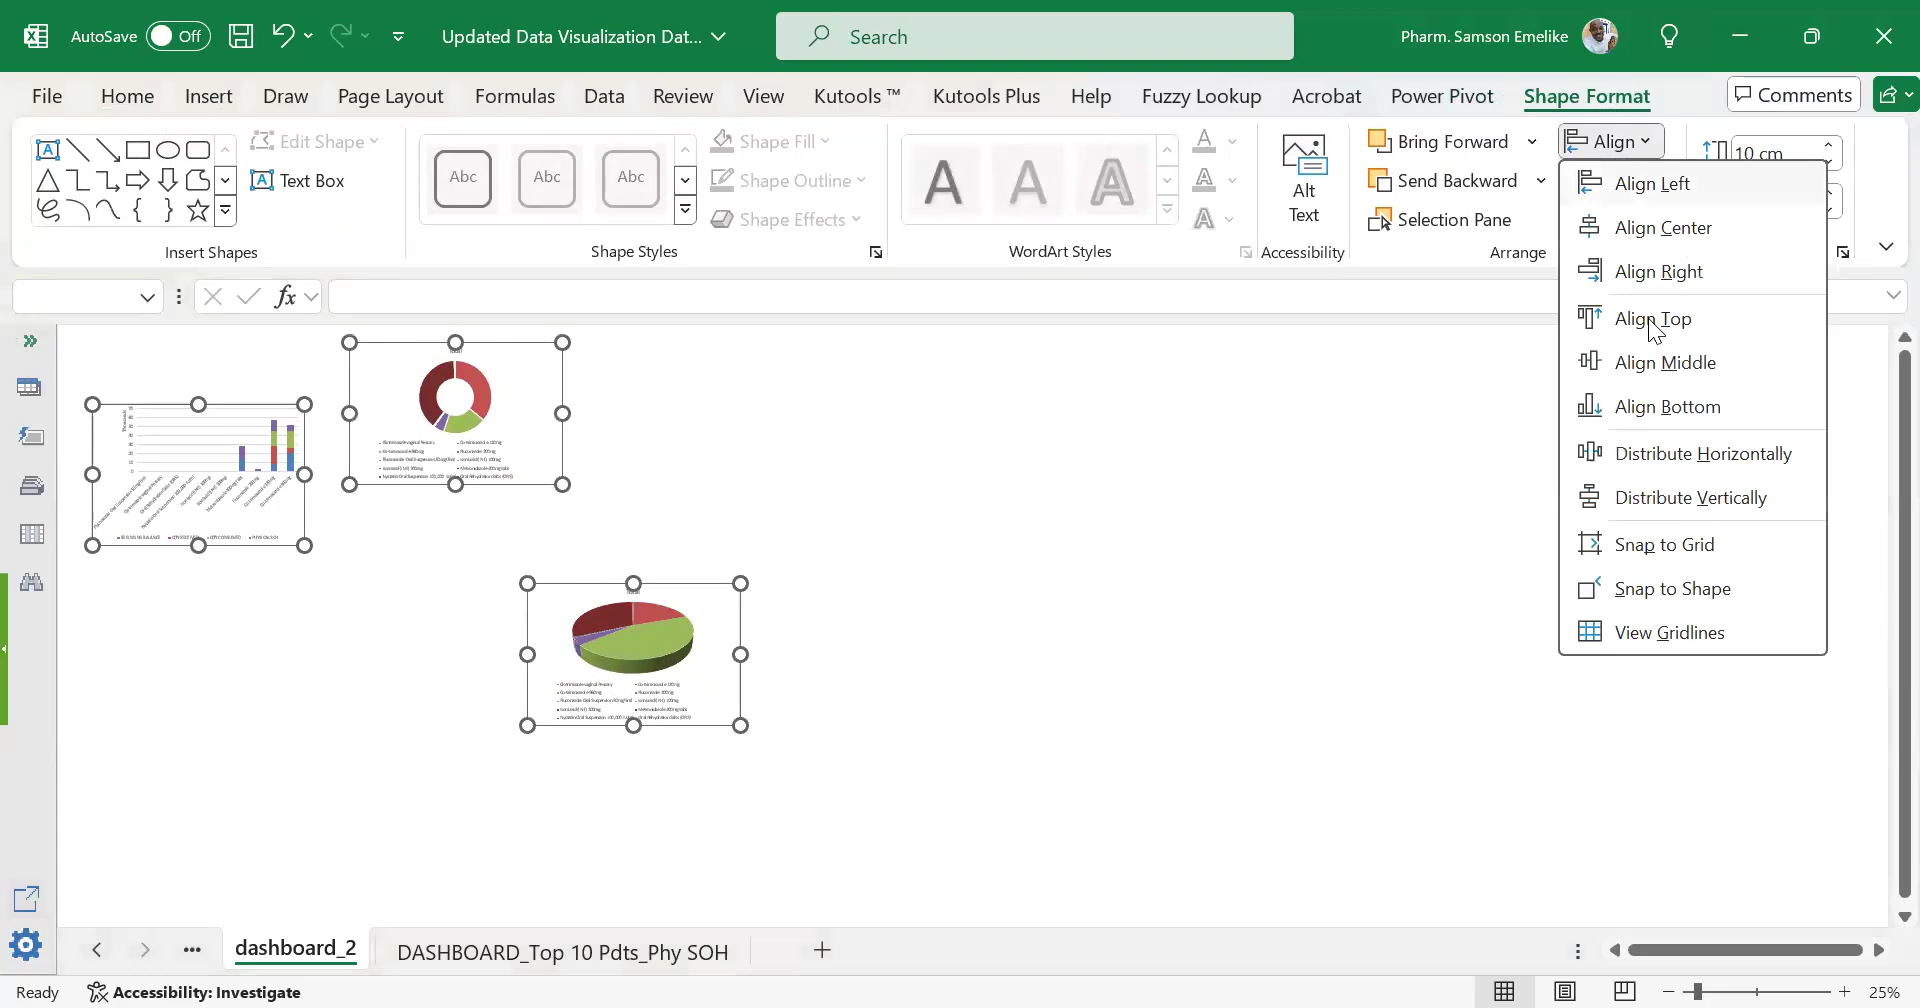 AutoSave Off
Updated Data Visualization Dat...
Search
Pharm. Samson Emelike
File Home Insert Draw Page Layout Formulas Data Review View Kutools ™ Kutools Plus Help Fuzzy Lookup Acrobat Power Pivot Shape Format Comments
Edit Shape
Text Box
Insert Shapes
Abc Abc Abc
Shape Fill
Shape Outline
Shape Effects
Shape Styles
WordArt Styles
Alt
Text
Accessibility
Bring Forward
Send Backward
Selection Pane
Arrange
Align
10 cm
Align Left
Align Center
Align Right
Align Top
Align Middle
Align Bottom
Distribute Horizontally
Distribute Vertically
Snap to Grid
Snap to Shape
View Gridlines
fx
Total
Total
dashboard_2
DASHBOARD_Top 10 Pdts_Phy SOH
Ready
Accessibility: Investigate
25%